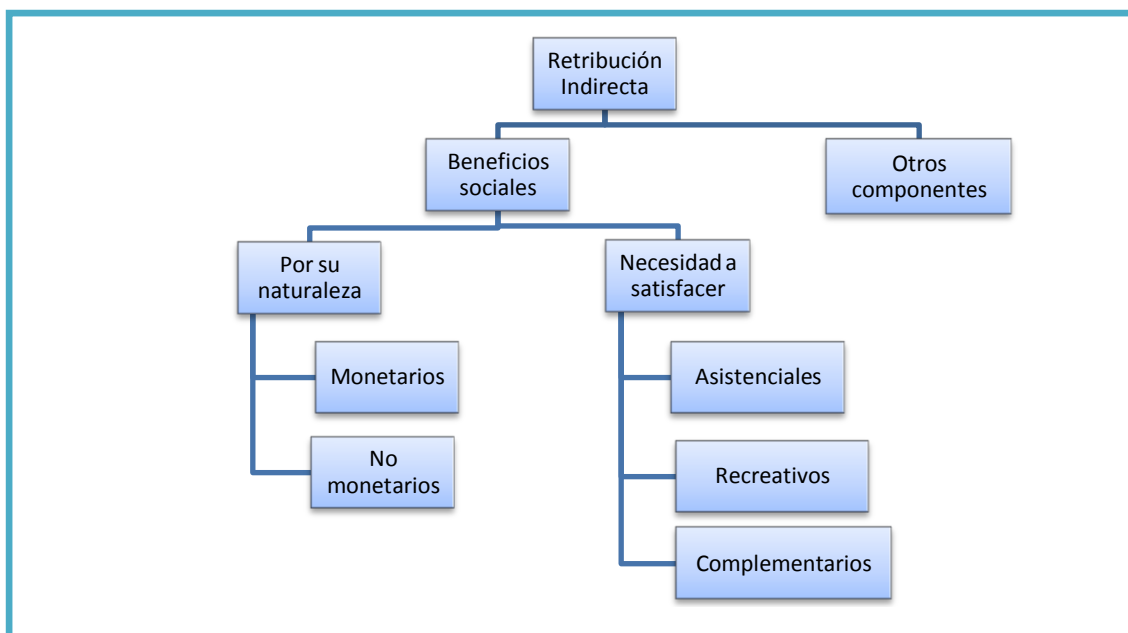 Retribución
Indirecta
Beneficios
sociales
Otros
componentes
Por su
naturaleza
Necesidad a
satisfacer
Monetarios
Asistenciales
No
monetarios
Recreativos
Complementarios